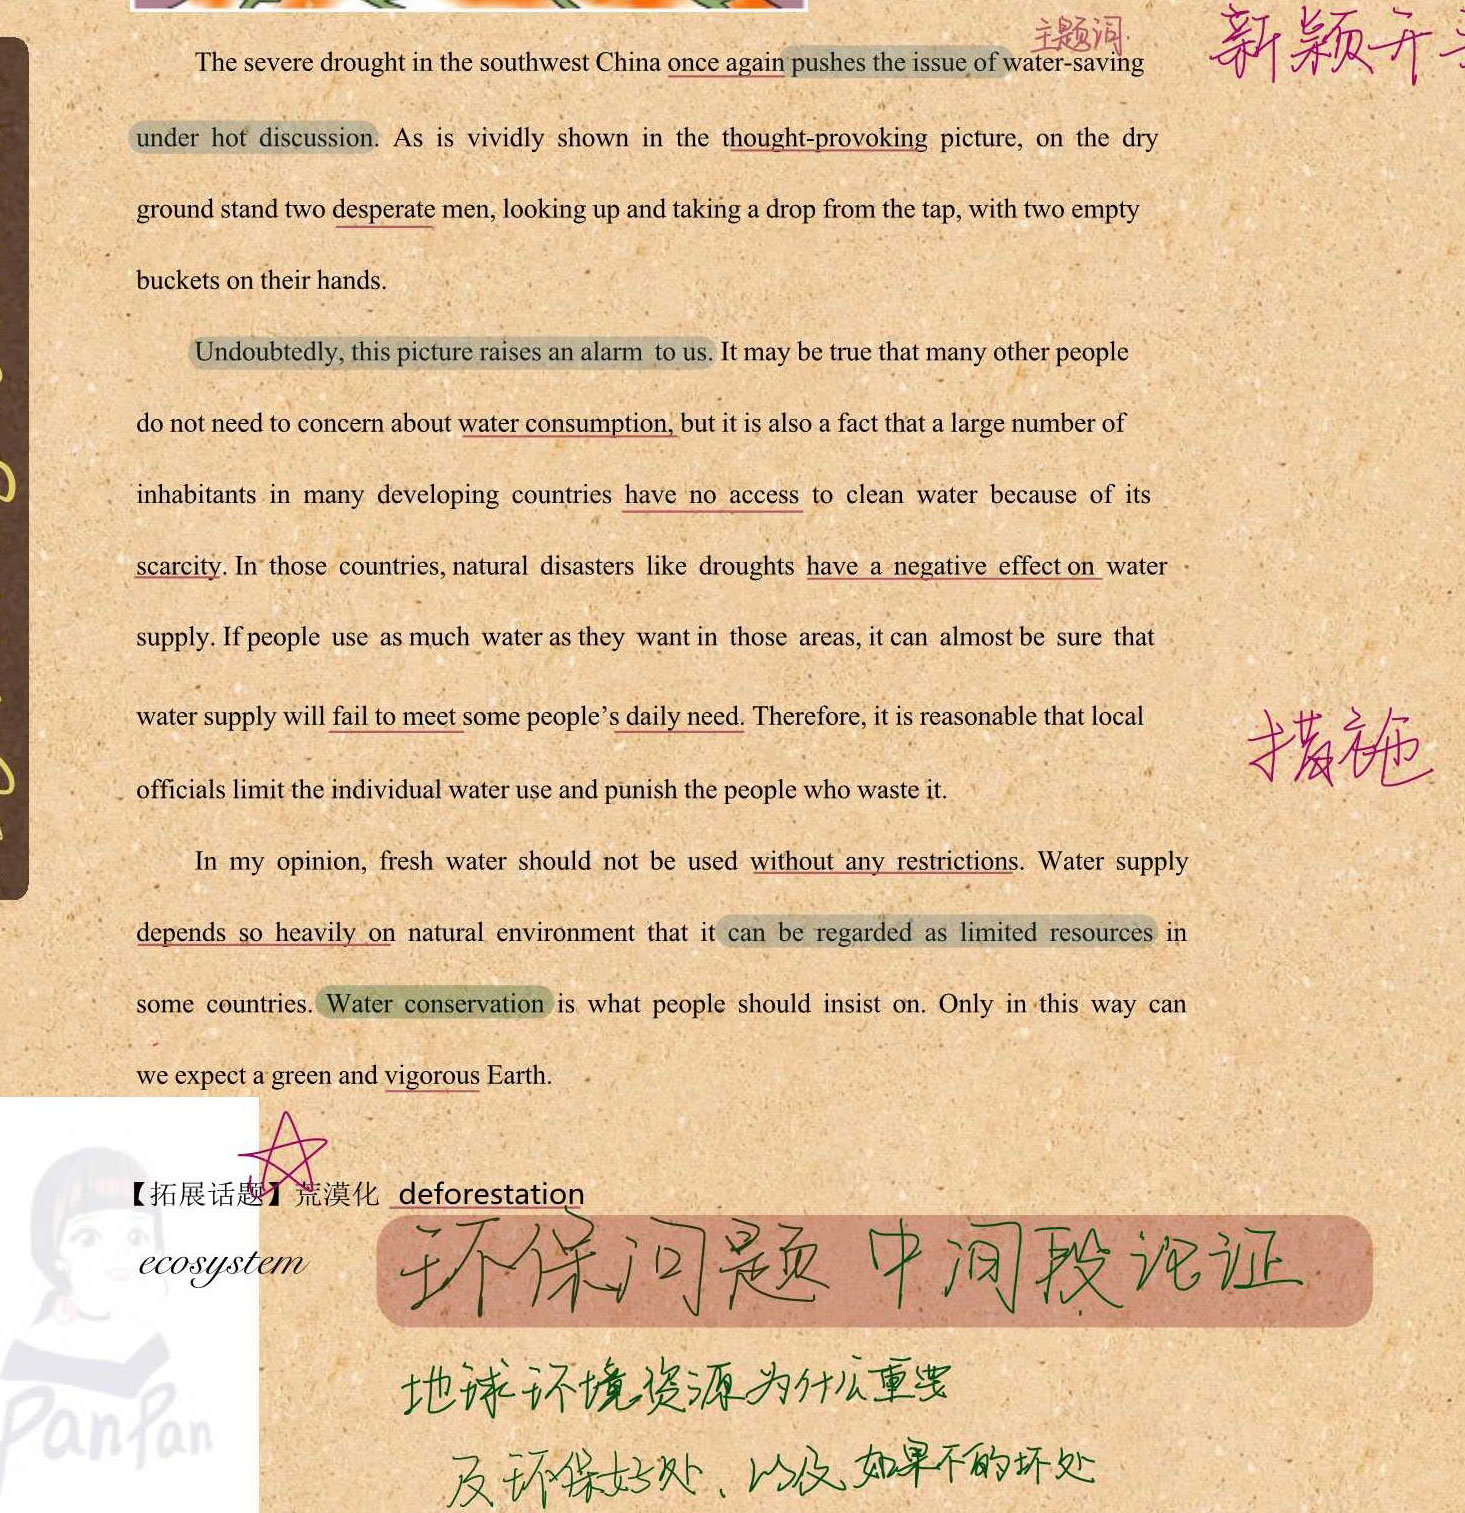 主题词
新颖开
The severe drought in the southwest China once again pushes the issue of water-saving
under hot discussion. As is vividly shown in the thought-provoking picture, on the dry
ground stand two desperate men, looking up and taking a drop from the tap, with two empty
buckets on their hands.
Undoubtedly, this picture raises an alarm to us. It may be true that many other people
do not need to concern about water consumption, but it is also a fact that a large number of
inhabitants in many developing countries have no access to clean water because of its
scarcity. In those countries, natural disasters like droughts have a negative effect on water
supply. If people use as much water as they want in those areas, it can almost be sure that
water supply will fail to meet some people’s daily need. Therefore, it is reasonable that local
措施
officials limit the individual water use and punish the people who waste it.
In my opinion, fresh water should not be used without any restrictions. Water supply
depends so heavily on natural environment that it can be regarded as limited resources in
some countries. Water conservation is what people should insist on. Only in this way can
we expect a green and vigorous Earth.
【拓展话题】荒漠化 deforestation
ecosystem
环保问题 中间段论证
地球环境资源为什么重要
及环保好处、以及如果不的坏处
PanPan